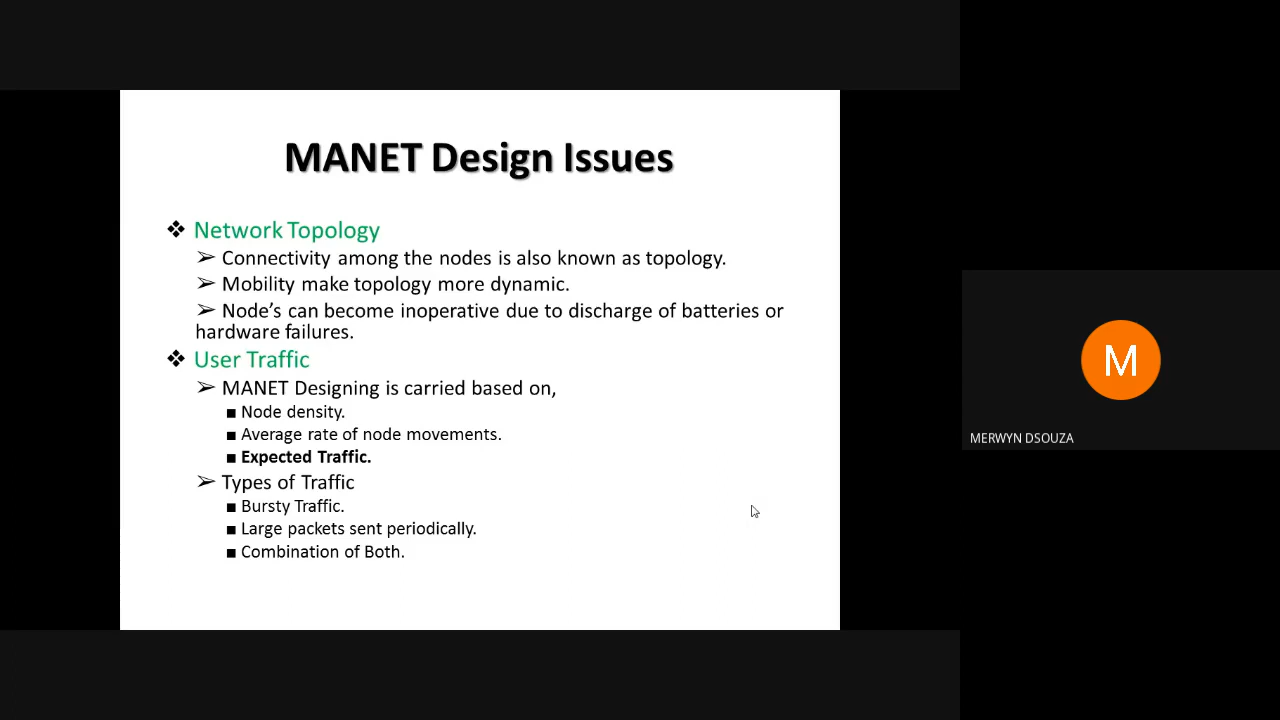 MANET Design Issues
❖ Network Topology
➢ Connectivity among the nodes is also known as topology.
➢ Mobility make topology more dynamic.
➢ Node’s can become inoperative due to discharge of batteries or
hardware failures.
❖ User Traffic
➢ MANET Designing is carried based on,
■ Node density.
■ Average rate of node movements.
■ Expected Traffic.
➢ Types of Traffic
■ Bursty Traffic.
■ Large packets sent periodically.
■ Combination of Both.
M
MERWYN DSOUZA